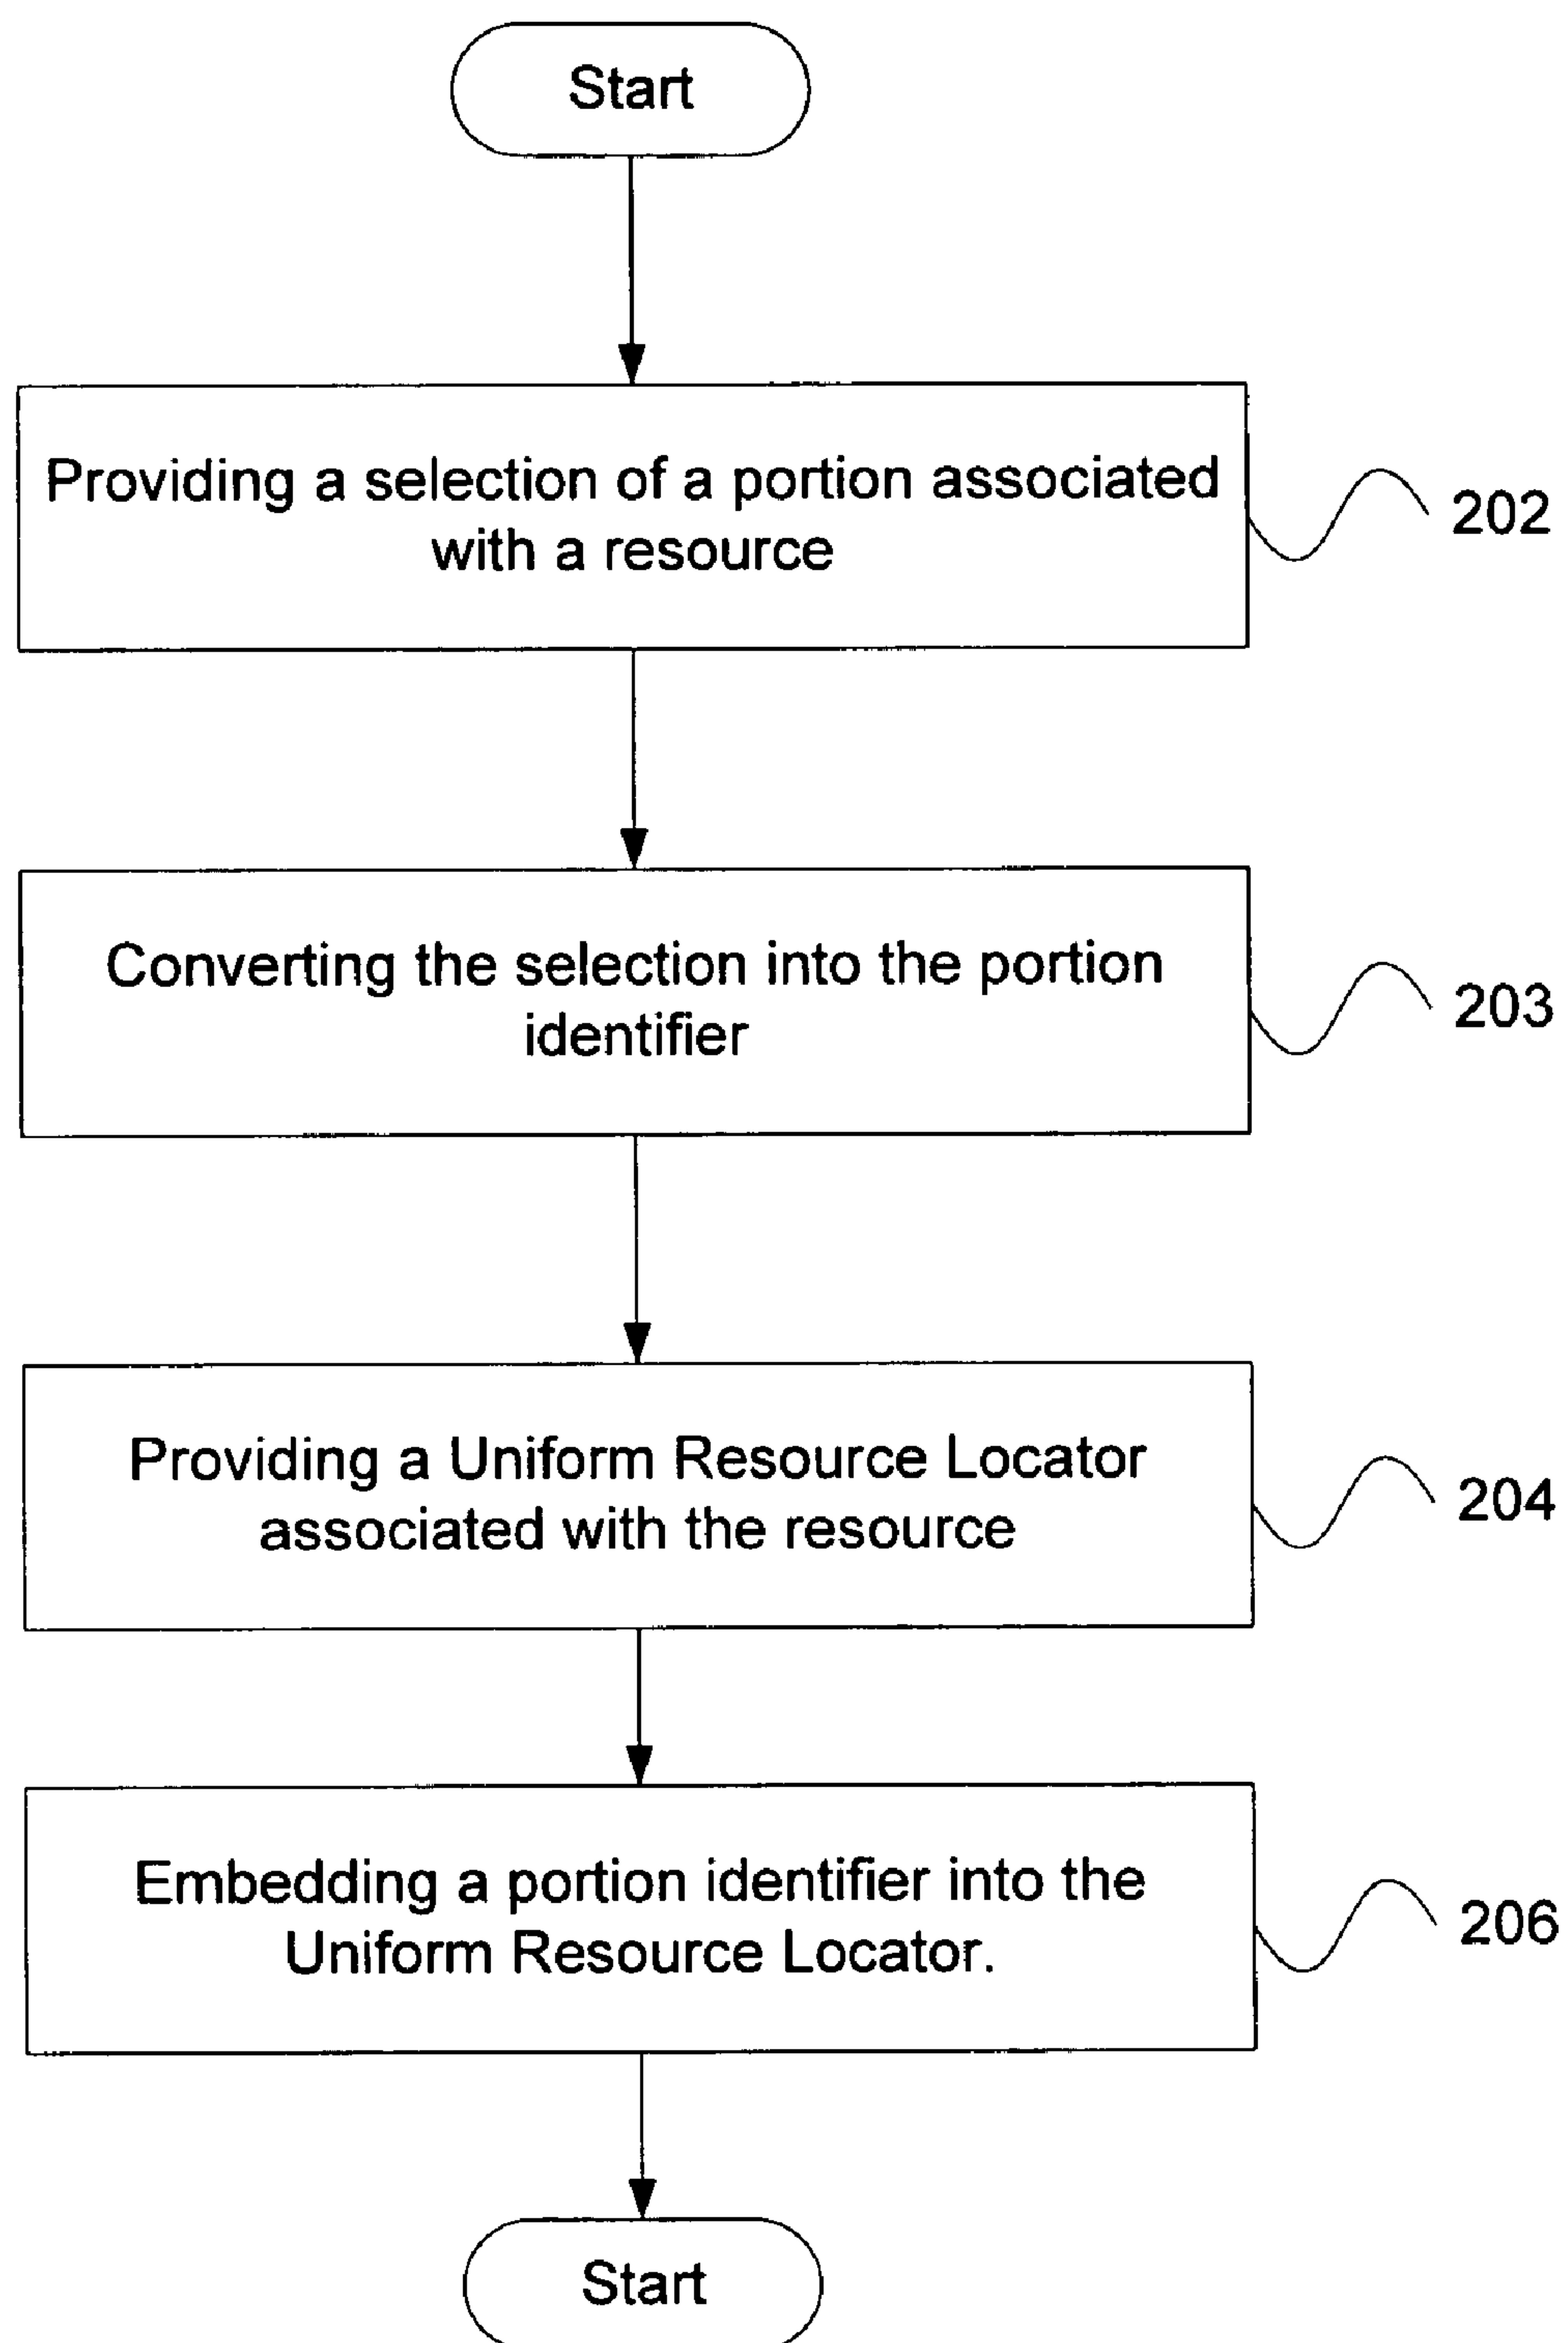 Start
Providing a selection of a portion associated
with a resource
202
Converting the selection into the portion
identifier
203
Providing a Uniform Resource Locator
associated with the resource
204
Embedding a portion identifier into the
Uniform Resource Locator.
206
Start